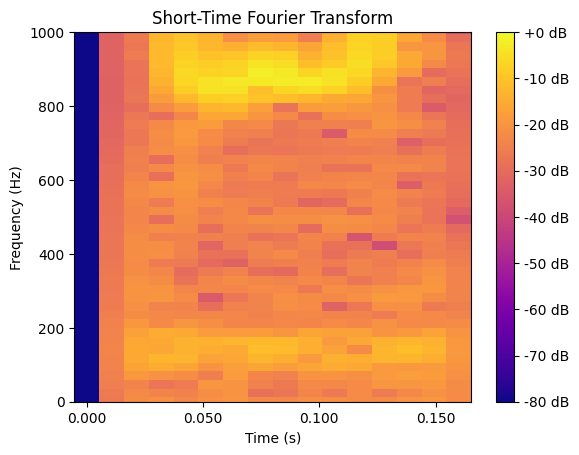 Short-Time Fourier Transform
1000
800
600
400
200
0
Frequency (Hz)
0.000
0.050
0.100
0.150
Time (s)
+0 dB
-10 dB
-20 dB
-30 dB
-40 dB
-50 dB
-60 dB
-70 dB
-80 dB